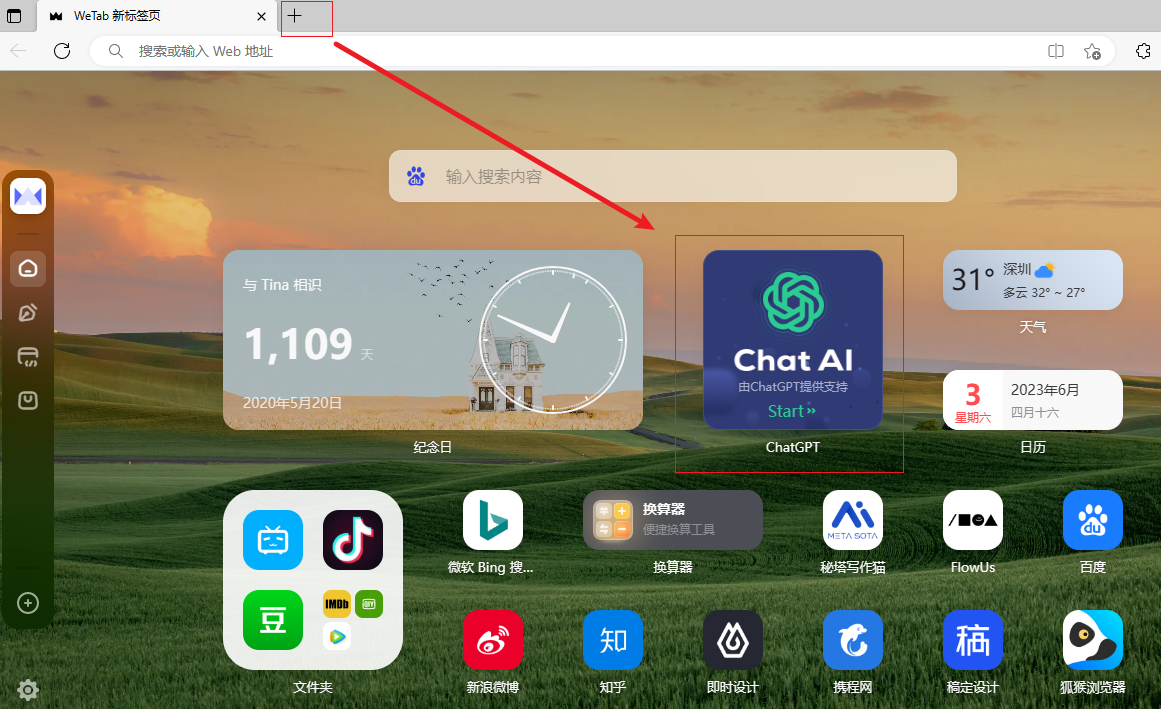 WeTab 新标签页
搜索或输入 Web 地址
du
输入搜索内容
与 Tina 相识
1,109 天
2020年5月20日
纪念日
Chat AI
由ChatGPT提供支持
Start
ChatGPT
31°
深圳
多云 32° ~ 27°
天气
3
星期六
2023年6月
四月十六
日历
豆
IMDb
DIY
文件夹
微软 Bing 搜...
换算器
便捷换算工具
换算器
META SOTA
秘塔写作猫
FlowUs
du
百度
新浪微博
知
知乎
即时设计
携程网
稿
稿定设计
狐猴浏览器